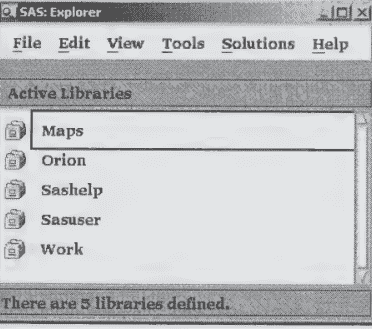 SAS: Explorer
File Edit View Tools Solutions Help
Active Libraries
Maps
Orion
Sashelp
Sasuser
Work
There are 5 libraries defined.